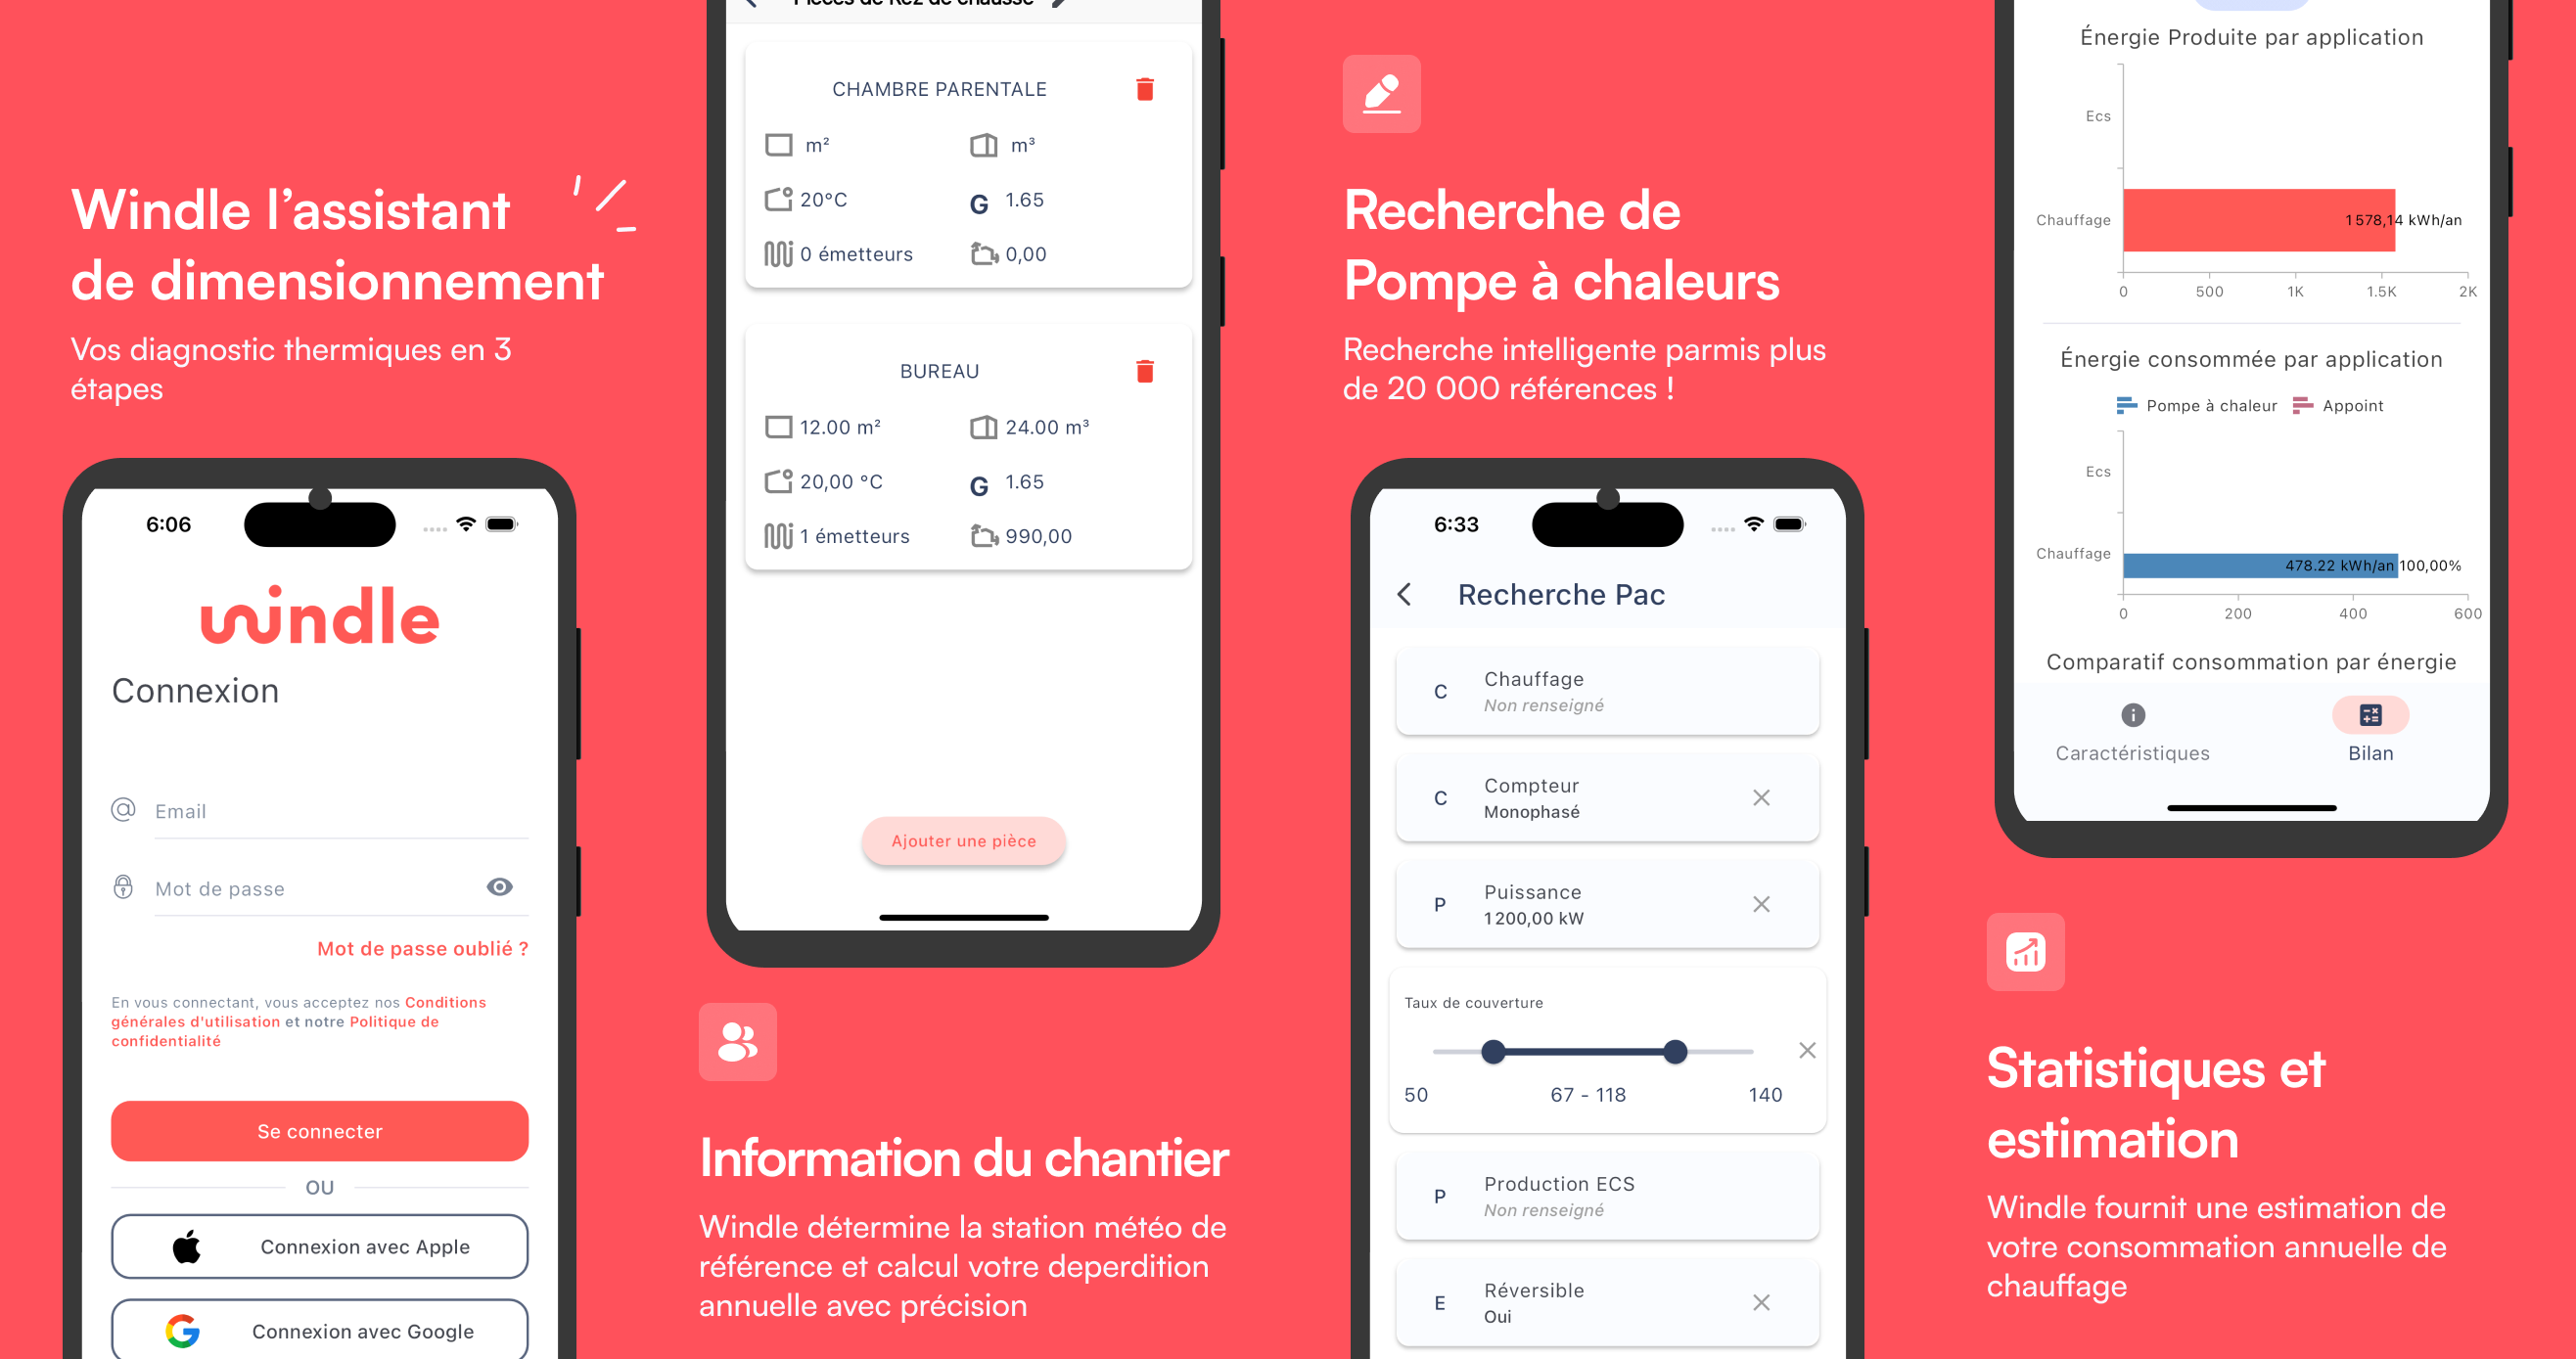 Windle l’assistant
de dimensionnement
Vos diagnostic thermiques en 3
étapes
6:06
windle
Connexion
Email
Mot de passe
Mot de passe oublié ?
En vous connectant, vous acceptez nos Conditions
générales d'utilisation et notre Politique de
confidentialité
Se connecter
OU
Connexion avec Apple
Connexion avec Google
Pièces de Rez de chausse
CHAMBRE PARENTALE
m² m³
20°C G 1.65
0 émetteurs 0,00
BUREAU
12.00 m² 24.00 m³
20,00 °C G 1.65
1 émetteurs 990,00
Ajouter une pièce
Information du chantier
Windle détermine la station météo de
référence et calcul votre deperdition
annuelle avec précision
Recherche de
Pompe à chaleurs
Recherche intelligente parmis plus
de 20 000 références !
6:33
Recherche Pac
C Chauffage
Non renseigné
C Compteur
Monophasé
P Puissance
1 200,00 kW
Taux de couverture
50 67 - 118 140
P Production ECS
Non renseigné
E Réversible
Oui
Énergie Produite par application
Ecs
Chauffage 1 578,14 kWh/an
0 500 1K 1.5K 2K
Énergie consommée par application
Pompe à chaleur Appoint
Ecs
Chauffage 478.22 kWh/an 100,00%
0 200 400 600
Comparatif consommation par énergie
Caractéristiques Bilan
Statistiques et
estimation
Windle fournit une estimation de
votre consommation annuelle de
chauffage